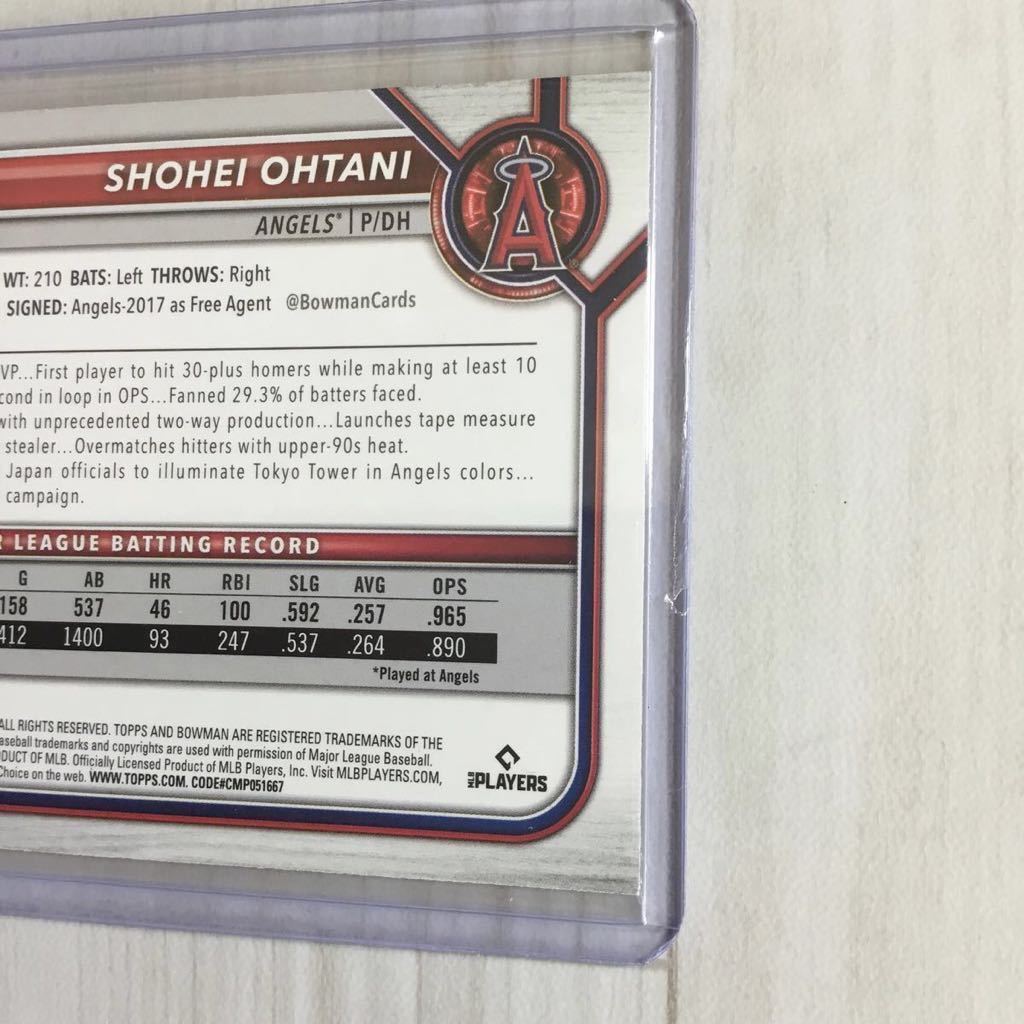 SHOHEI OHTANI
ANGELS® | P/DH
WT: 210 BATS: Left THROWS: Right
SIGNED: Angels-2017 as Free Agent @BowmanCards
VP...First player to hit 30-plus homers while making at least 10
cond in loop in OPS...Fanned 29.3% of batters faced.
with unprecedented two-way production...Launches tape measure
stealer...Overmatches hitters with upper-90s heat.
Japan officials to illuminate Tokyo Tower in Angels colors...
campaign.
R LEAGUE BATTING RECORD
G AB HR RBI SLG AVG OPS
158 537 46 100 .592 .257 .965
412 1400 93 247 .537 .264 .890
*Played at Angels
ALL RIGHTS RESERVED. TOPPS AND BOWMAN ARE REGISTERED TRADEMARKS OF THE
aseball trademarks and copyrights are used with permission of Major League Baseball.
DUCT OF MLB. Officially Licensed Product of MLB Players, Inc. Visit MLBPLAYERS.COM,
Choice on the web. WWW.TOPPS.COM. CODE#CMP051667
MLB PLAYERS
A